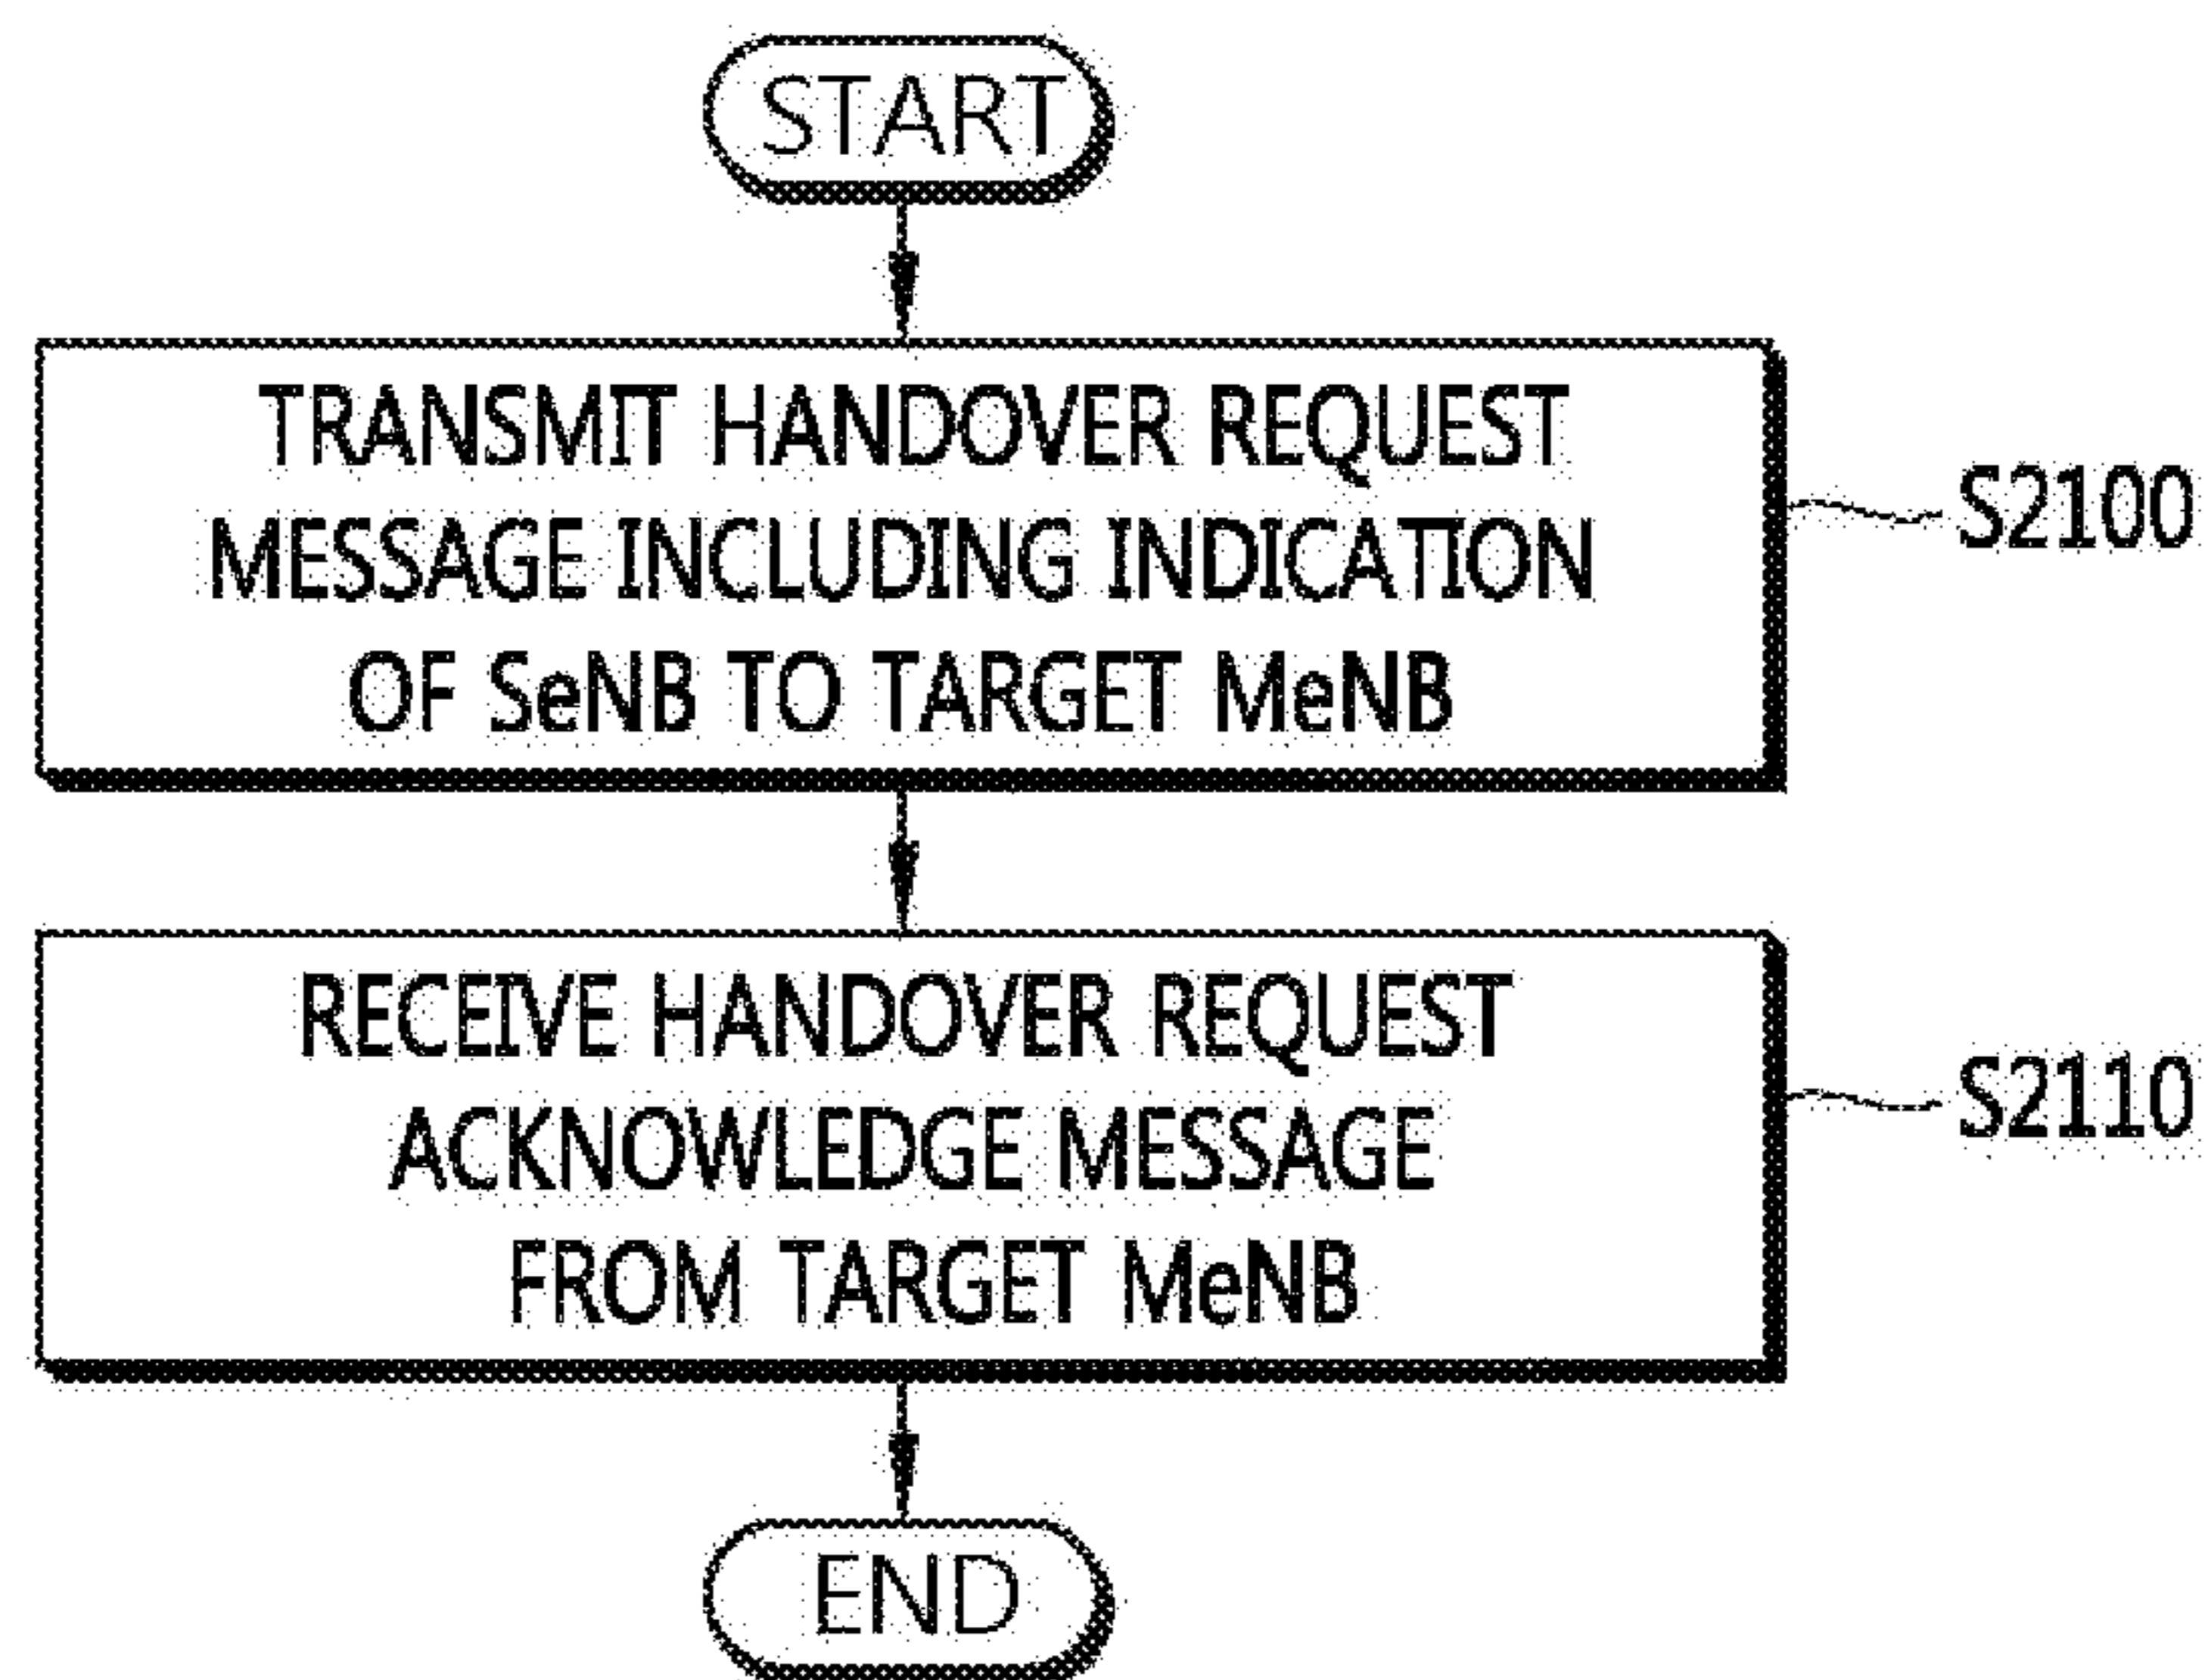 START
TRANSMIT HANDOVER REQUEST
MESSAGE INCLUDING INDICATION
OF SeNB TO TARGET MeNB
S2100
RECEIVE HANDOVER REQUEST
ACKNOWLEDGE MESSAGE
FROM TARGET MeNB
S2110
END